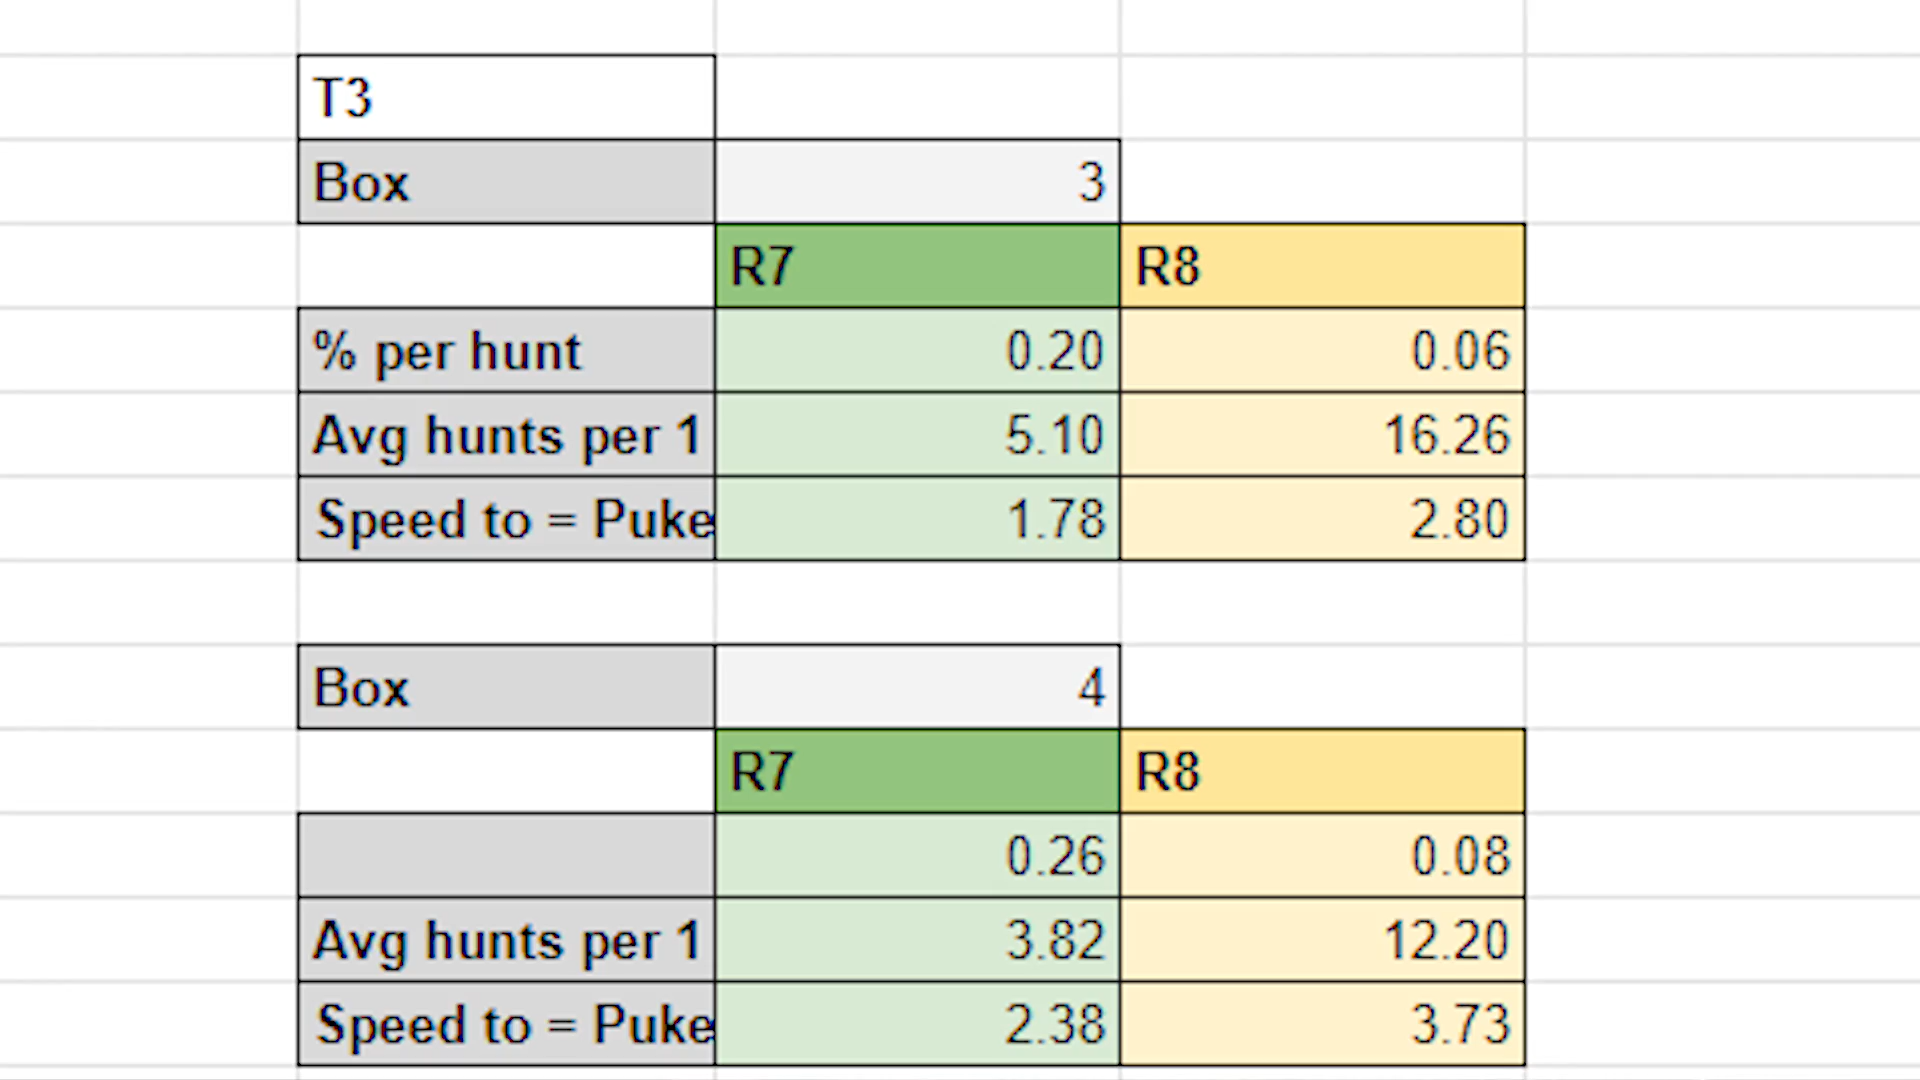 T3
Box 3
R7 R8
% per hunt 0.20 0.06
Avg hunts per 1 5.10 16.26
Speed to = Puke 1.78 2.80
Box 4
R7 R8
0.26 0.08
Avg hunts per 1 3.82 12.20
Speed to = Puke 2.38 3.73